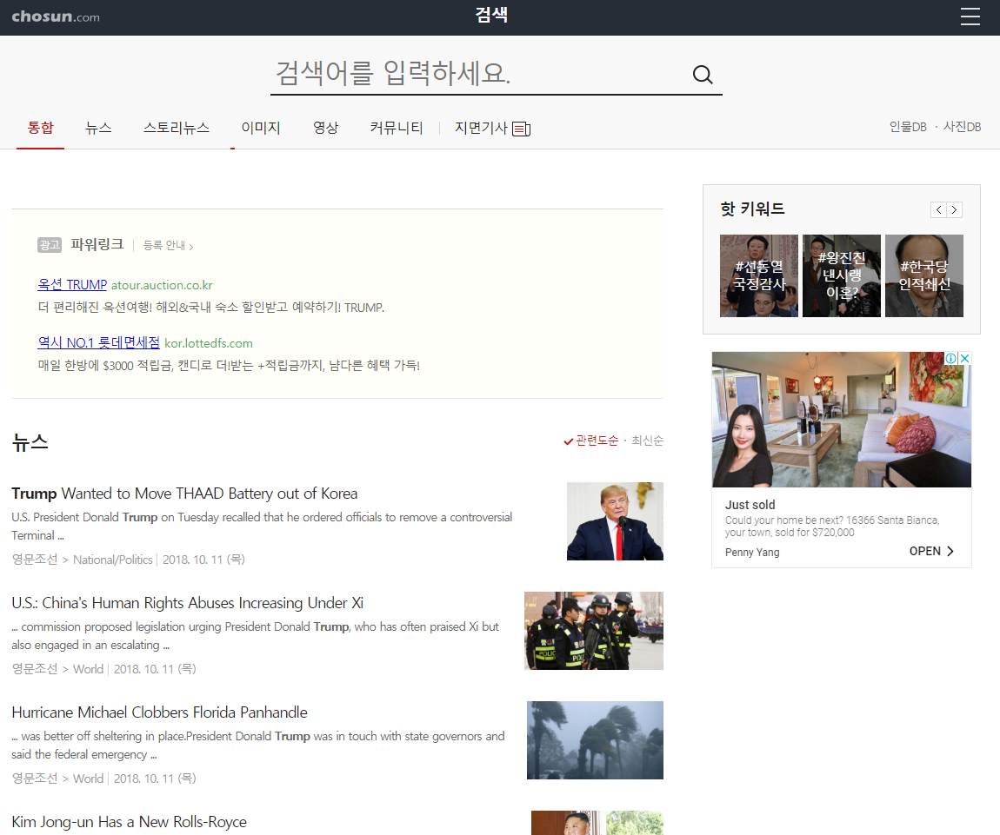 chosun.com
검색
검색어를 입력하세요.
통합 뉴스 스토리뉴스 이미지 영상 커뮤니티 지면기사 인물DB · 사진DB
광고 파워링크 등록 안내
옥션 TRUMP atour.auction.co.kr
더 편리해진 옥션여행! 해외&국내 숙소 할인받고 예약하기! TRUMP.
역시 NO.1 롯데면세점 kor.lottedfs.com
매일 한방에 $3000 적립금, 캔디로 더!받는 +적립금까지, 남다른 혜택 가득!
뉴스 관련도순 · 최신순
Trump Wanted to Move THAAD Battery out of Korea
U.S. President Donald Trump on Tuesday recalled that he ordered officials to remove a controversial
Terminal ...
영문조선 > National/Politics | 2018. 10. 11 (목)
U.S.: China's Human Rights Abuses Increasing Under Xi
... commission proposed legislation urging President Donald Trump, who has often praised Xi but
also engaged in an escalating ...
영문조선 > World | 2018. 10. 11 (목)
Hurricane Michael Clobbers Florida Panhandle
... was better off sheltering in place.President Donald Trump was in touch with state governors and
said the federal emergency ...
영문조선 > World | 2018. 10. 11 (목)
Kim Jong-un Has a New Rolls-Royce
핫 키워드
#선동열
국정감사
#왕진진
낸시랭
이혼?
#한국당
인적쇄신
Just sold
Could your home be next? 16366 Santa Bianca,
your town, sold for $720,000
Penny Yang OPEN